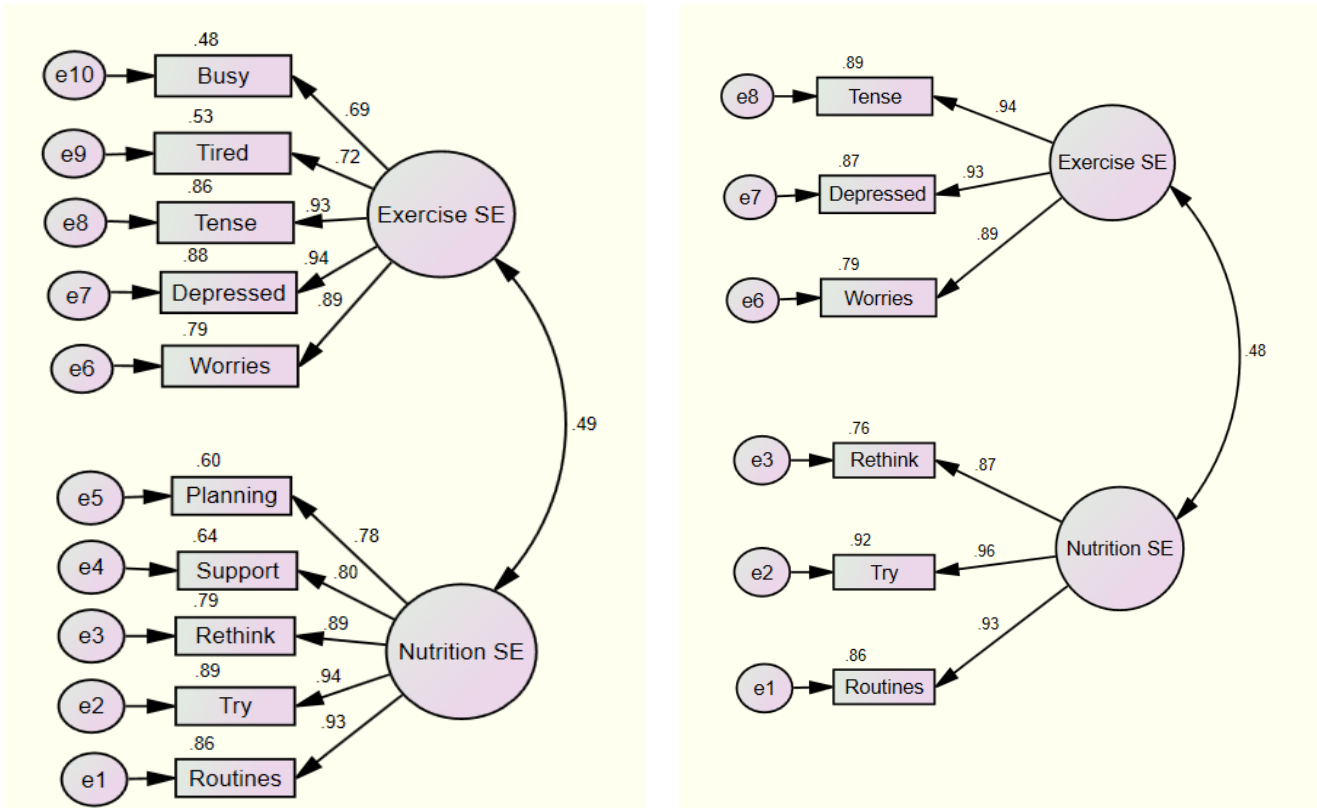 .48
e10 Busy
.69
.53
e9 Tired
.72
.86
e8 Tense
.93
Exercise SE
.88
e7 Depressed
.94
.79
.89
e6 Worries
.49
.60
e5 Planning
.78
.64
e4 Support
.80
.79
e3 Rethink
.89
Nutrition SE
.89
e2 Try
.94
.93
.86
e1 Routines
.89
e8 Tense
.94
Exercise SE
.87
e7 Depressed
.93
.89
.79
e6 Worries
.48
.76
e3 Rethink
.87
.92
e2 Try
.96
Nutrition SE
.93
.86
e1 Routines